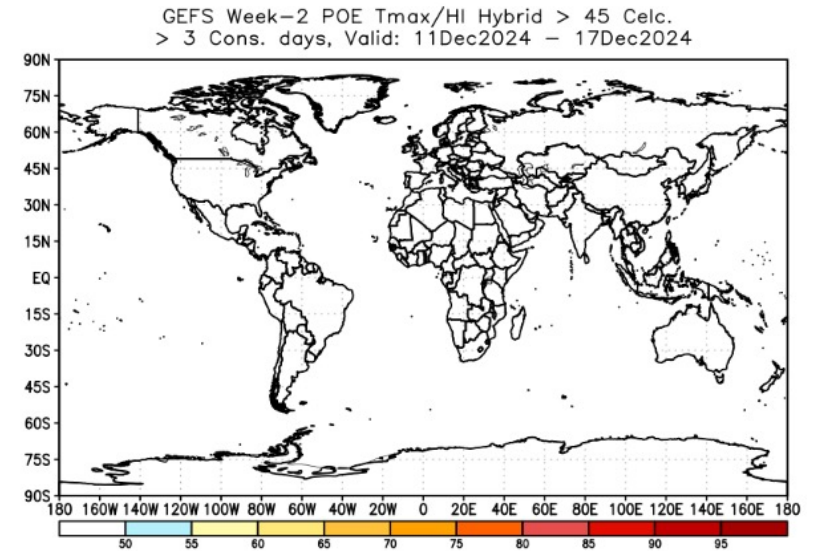 GEFS Week-2 POE Tmax/HI Hybrid > 45 Celc.
> 3 Cons. days, Valid: 11Dec2024 - 17Dec2024
90N
75N
60N
45N
30N
15N
EQ
15S
30S
45S
60S
75S
90S
180 160W 140W 120W 100W 80W 60W 40W 20W 0 20E 40E 60E 80E 100E 120E 140E 160E 180
50 55 60 65 70 75 80 85 90 95